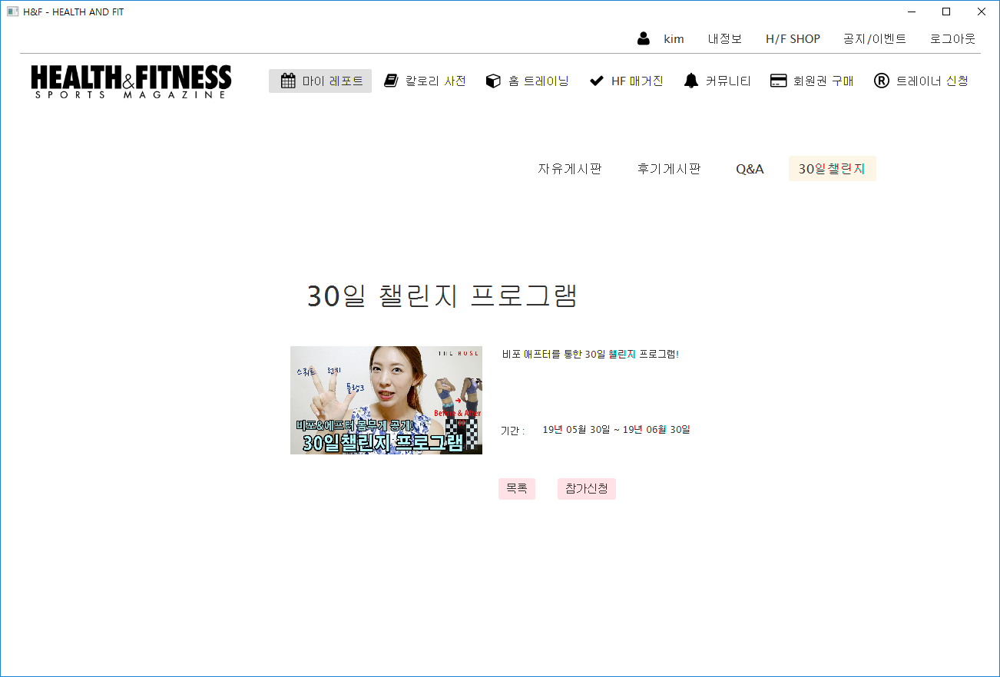 H&F - HEALTH AND FIT
kim 내정보 H/F SHOP 공지/이벤트 로그아웃
HEALTH&FITNESS
SPORTS MAGAZINE
마이 레포트 칼로리 사전 홈 트레이닝 HF 매거진 커뮤니티 회원권 구매 트레이너 신청
자유게시판 후기게시판 Q&A 30일챌린지
30일 챌린지 프로그램
THE ROSE
스쿼트 런지
플랭크
Before & After
비포&에프터 몸무게 공개!
30일챌린지 프로그램
비포 애프터를 통한 30일 챌린지 프로그램!
기간 : 19년 05월 30일 ~ 19년 06월 30일
목록 참가신청